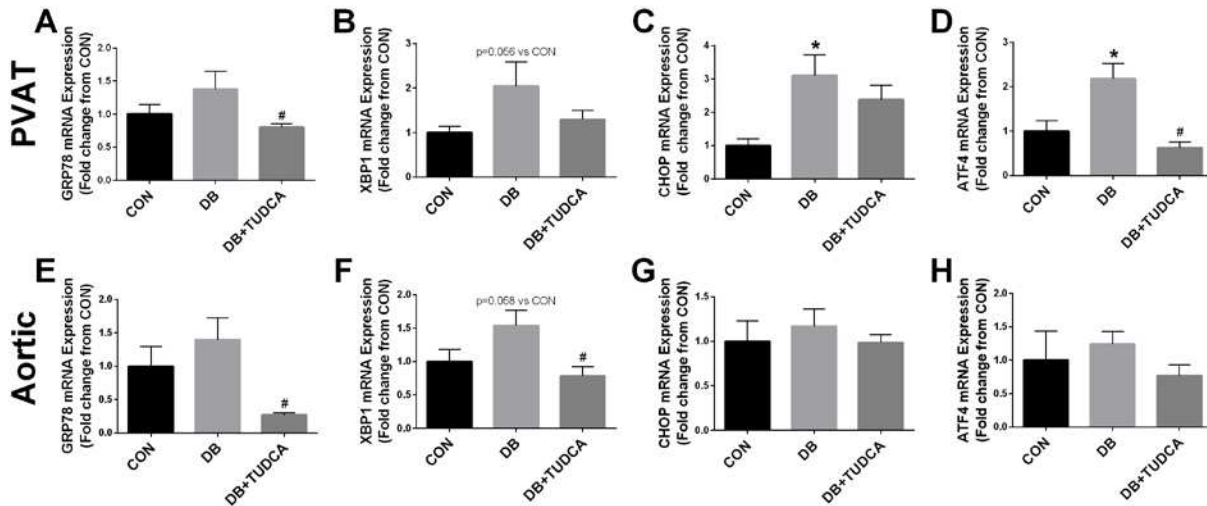 A
B
C
D
PVAT
GRP78 mRNA Expression
(Fold change from CON)
2.0
1.5
1.0
0.5
0.0
#
CON
DB
DB+TUDCA
XBP1 mRNA Expression
(Fold change from CON)
3
2
1
0
p=0.056 vs CON
CON
DB
DB+TUDCA
CHOP mRNA Expression
(Fold change from CON)
4
3
2
1
0
*
CON
DB
DB+TUDCA
ATF4 mRNA Expression
(Fold change from CON)
3
2
1
0
*
#
CON
DB
DB+TUDCA
E
F
G
H
Aortic
GRP78 mRNA Expression
(Fold change from CON)
2.0
1.5
1.0
0.5
0.0
#
CON
DB
DB+TUDCA
XBP1 mRNA Expression
(Fold change from CON)
2.0
1.5
1.0
0.5
0.0
p=0.058 vs CON
#
CON
DB
DB+TUDCA
CHOP mRNA Expression
(Fold change from CON)
1.5
1.0
0.5
0.0
CON
DB
DB+TUDCA
ATF4 mRNA Expression
(Fold change from CON)
2.0
1.5
1.0
0.5
0.0
CON
DB
DB+TUDCA